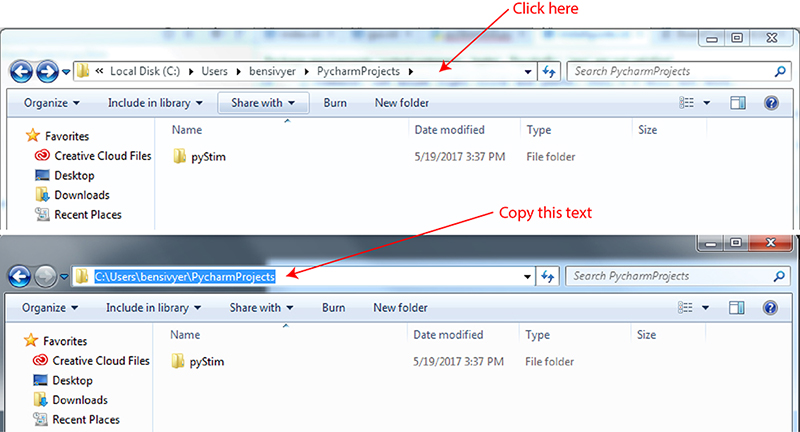 Click here
« Local Disk (C:) ▸ Users ▸ bensivyer ▸ PycharmProjects ▸ Search PycharmProjects
Organize Include in library Share with Burn New folder
Favorites Name Date modified Type Size
Creative Cloud Files pyStim 5/19/2017 3:37 PM File folder
Desktop
Downloads
Recent Places
Copy this text
C:\Users\bensivyer\PycharmProjects Search PycharmProjects
Organize Include in library Share with Burn New folder
Favorites Name Date modified Type Size
Creative Cloud Files pyStim 5/19/2017 3:37 PM File folder
Desktop
Downloads
Recent Places